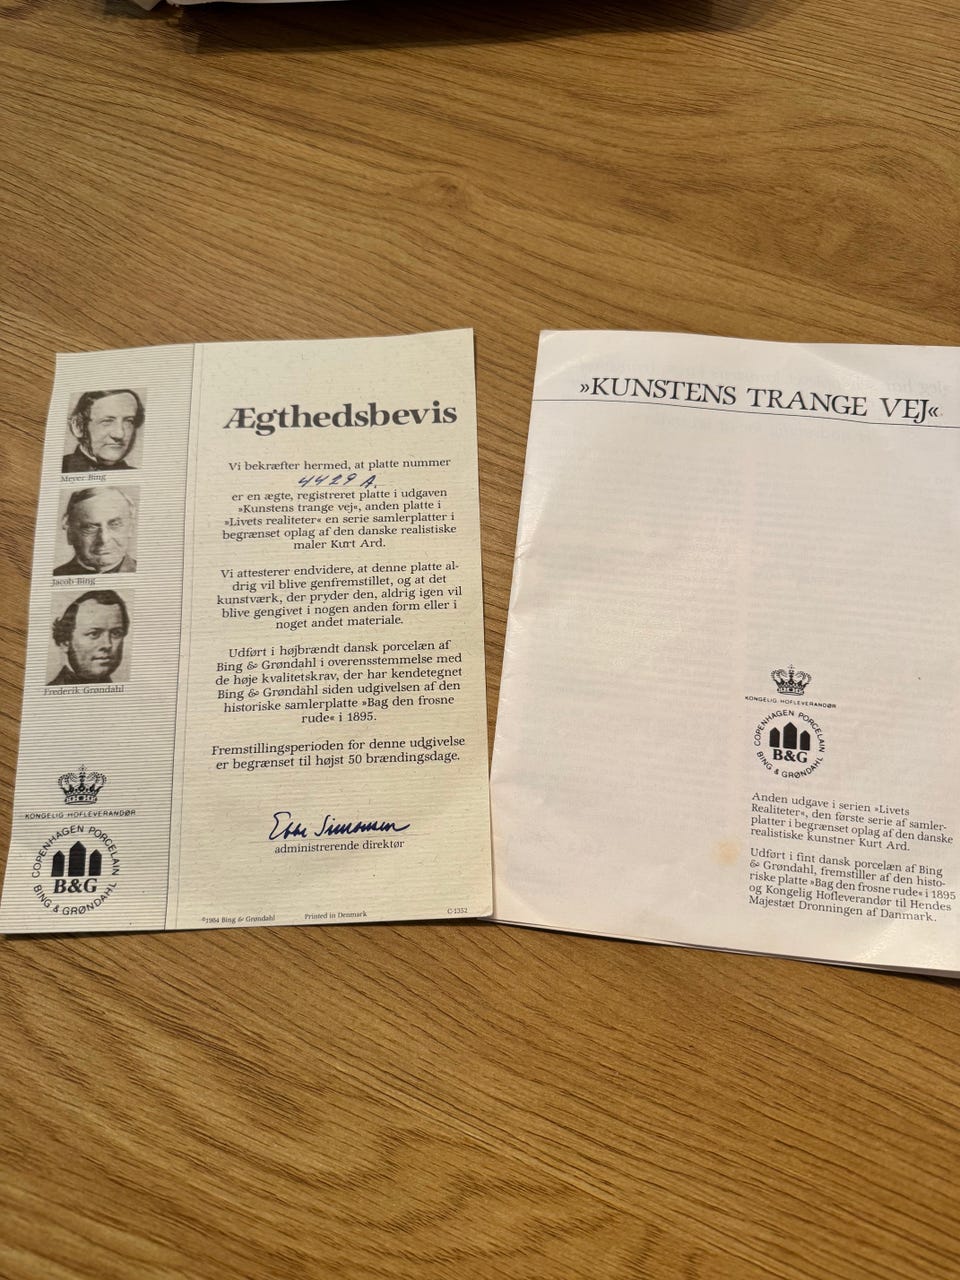 Meyer Bing
Jacob Bing
Frederik Grøndahl
KONGELIG HOFLEVERANDØR
COPENHAGEN PORCELAIN
B&G
BING & GRØNDAHL
Ægthedsbevis
Vi bekræfter hermed, at platte nummer
4429 A.
er en ægte, registreret platte i udgaven
»Kunstens trange vej«, anden platte i
»Livets realiteter« en serie samlerplatter i
begrænset oplag af den danske realistiske
maler Kurt Ard.
Vi attesterer endvidere, at denne platte al-
drig vil blive genfremstillet, og at det
kunstværk, der pryder den, aldrig igen vil
blive gengivet i nogen anden form eller i
noget andet materiale.
Udført i højbrændt dansk porcelæn af
Bing & Grøndahl i overensstemmelse med
de høje kvalitetskrav, der har kendetegnet
Bing & Grøndahl siden udgivelsen af den
historiske samlerplatte »Bag den frosne
rude« i 1895.
Fremstillingsperioden for denne udgivelse
er begrænset til højst 50 brændingsdage.
Ebbe Simonsen
administrerende direktør
©1984 Bing & Grøndahl Printed in Denmark C-1352
»KUNSTENS TRANGE VEJ«
KONGELIG HOFLEVERANDØR
COPENHAGEN PORCELAIN
B&G
BING & GRØNDAHL
Anden udgave i serien »Livets
Realiteter«, den første serie af samler-
platter i begrænset oplag af den danske
realistiske kunstner Kurt Ard.
Udført i fint dansk porcelæn af Bing
& Grøndahl, fremstiller af den histo-
riske platte »Bag den frosne rude« i 1895
og Kongelig Hofleverandør til Hendes
Majestæt Dronningen af Danmark.